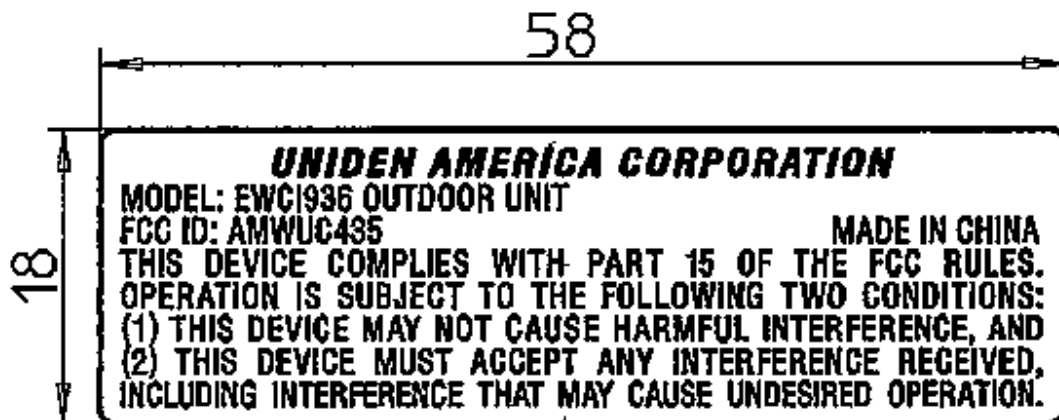 58
18
UNIDEN AMERICA CORPORATION
MODEL: EWCI936 OUTDOOR UNIT
FCC ID: AMWUC435 MADE IN CHINA
THIS DEVICE COMPLIES WITH PART 15 OF THE FCC RULES.
OPERATION IS SUBJECT TO THE FOLLOWING TWO CONDITIONS:
(1) THIS DEVICE MAY NOT CAUSE HARMFUL INTERFERENCE, AND
(2) THIS DEVICE MUST ACCEPT ANY INTERFERENCE RECEIVED,
INCLUDING INTERFERENCE THAT MAY CAUSE UNDESIRED OPERATION.